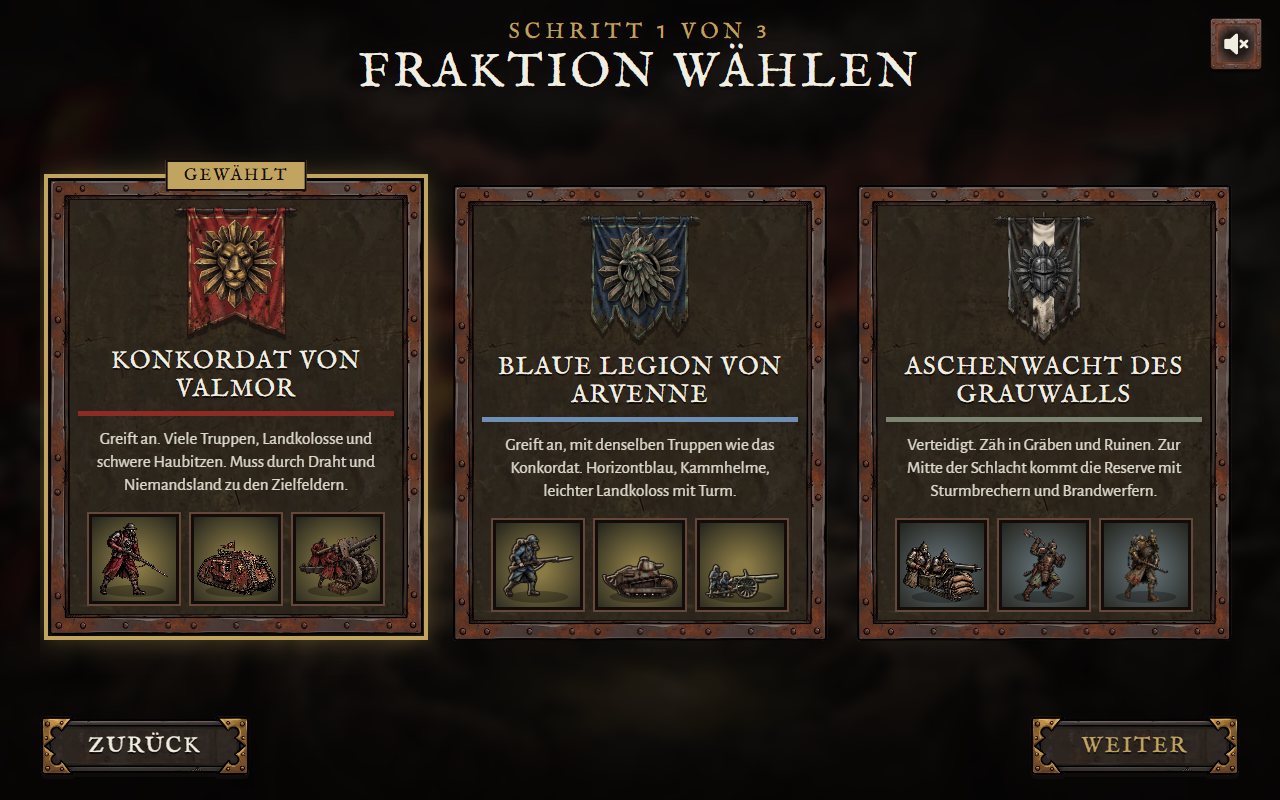 SCHRITT 1 VON 3
FRAKTION WÄHLEN
GEWÄHLT
KONKORDAT VON
VALMOR
Greift an. Viele Truppen, Landkolosse und
schwere Haubitzen. Muss durch Draht und
Niemandsland zu den Zielfeldern.
BLAUE LEGION VON
ARVENNE
Greift an, mit denselben Truppen wie das
Konkordat. Horizontblau, Kammhelme,
leichter Landkoloss mit Turm.
ASCHENWACHT DES
GRAUWALLS
Verteidigt. Zäh in Gräben und Ruinen. Zur
Mitte der Schlacht kommt die Reserve mit
Sturmbrechern und Brandwerfern.
ZURÜCK
WEITER